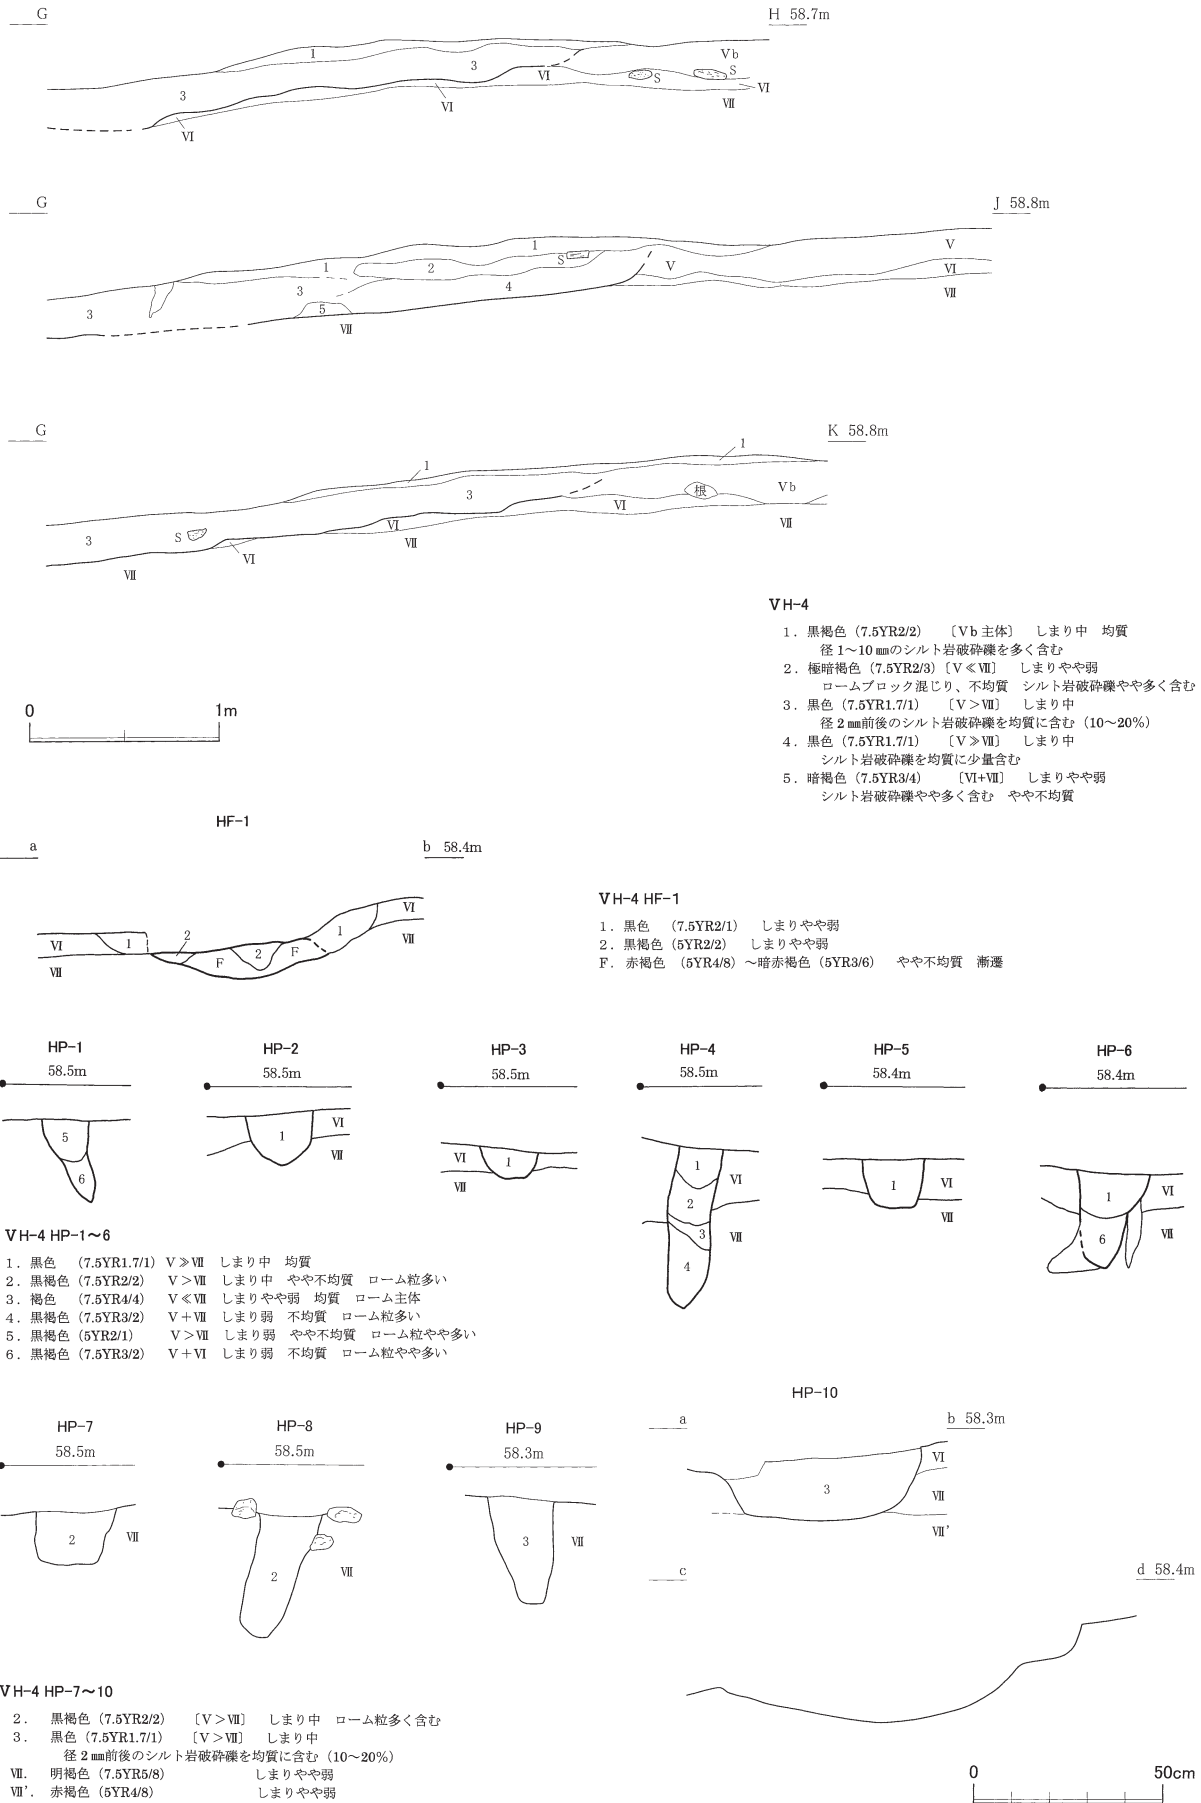 G H 58.7m
1
Ⅴb
3 Ⅵ S S
3 Ⅵ Ⅵ
Ⅶ
Ⅵ
G J 58.8m
1 Ⅴ
1 2 S Ⅴ Ⅵ
3 4 Ⅶ
3 5
Ⅶ
G K 58.8m
1
1
3 根 Ⅴb
Ⅵ
3 S Ⅵ Ⅶ
Ⅵ Ⅶ
Ⅶ
ⅤH-4
1．黒褐色（7.5YR2/2） 〔Ⅴb主体〕 しまり中 均質
径1～10㎜のシルト岩破砕礫を多く含む
2．極暗褐色（7.5YR2/3）〔Ⅴ≪Ⅶ〕 しまりやや弱
ロームブロック混じり、不均質 シルト岩破砕礫やや多く含む
3．黒色（7.5YR1.7/1） 〔Ⅴ＞Ⅶ〕 しまり中
径2㎜前後のシルト岩破砕礫を均質に含む（10～20%）
4．黒色（7.5YR1.7/1） 〔Ⅴ≫Ⅶ〕 しまり中
シルト岩破砕礫を均質に少量含む
5．暗褐色（7.5YR3/4） 〔Ⅵ+Ⅶ〕 しまりやや弱
シルト岩破砕礫やや多く含む やや不均質
0 1m
HF-1
a b 58.4m
Ⅵ 1 2 F 2 F 1 Ⅵ
Ⅶ Ⅶ
ⅤH-4 HF-1
1．黒色 （7.5YR2/1） しまりやや弱
2．黒褐色（5YR2/2） しまりやや弱
F．赤褐色 （5YR4/8）～暗赤褐色（5YR3/6） やや不均質 漸遷
HP-1 HP-2 HP-3 HP-4 HP-5 HP-6
58.5m 58.5m 58.5m 58.5m 58.4m 58.4m
5 1 Ⅵ Ⅵ 1 1 Ⅵ 1 Ⅵ 1 Ⅵ
6 Ⅶ Ⅶ 2 Ⅶ 6 Ⅶ
3 Ⅶ
4
ⅤH-4 HP-1～6
1．黒色 （7.5YR1.7/1）Ⅴ≫Ⅶ しまり中 均質
2．黒褐色（7.5YR2/2） Ⅴ＞Ⅶ しまり中 やや不均質 ローム粒多い
3．褐色 （7.5YR4/4） Ⅴ≪Ⅶ しまりやや弱 均質 ローム主体
4．黒褐色（7.5YR3/2） Ⅴ＋Ⅶ しまり弱 不均質 ローム粒多い
5．黒褐色（5YR2/1） Ⅴ＞Ⅶ しまり弱 やや不均質 ローム粒やや多い
6．黒褐色（7.5YR3/2） Ⅴ＋Ⅵ しまり弱 不均質 ローム粒やや多い
HP-7 HP-8 HP-9 HP-10
58.5m 58.5m 58.3m
2 Ⅶ
2 Ⅶ
3 Ⅶ
a b 58.3m
3 Ⅵ
Ⅶ
Ⅶ’
c d 58.4m
ⅤH-4 HP-7～10
2． 黒褐色（7.5YR2/2） 〔Ⅴ＞Ⅶ〕 しまり中 ローム粒多く含む
3． 黒色（7.5YR1.7/1） 〔Ⅴ＞Ⅶ〕 しまり中
径2㎜前後のシルト岩破砕礫を均質に含む（10～20%）
Ⅶ． 明褐色（7.5YR5/8） しまりやや弱
Ⅶ’． 赤褐色（5YR4/8） しまりやや弱
0 50cm